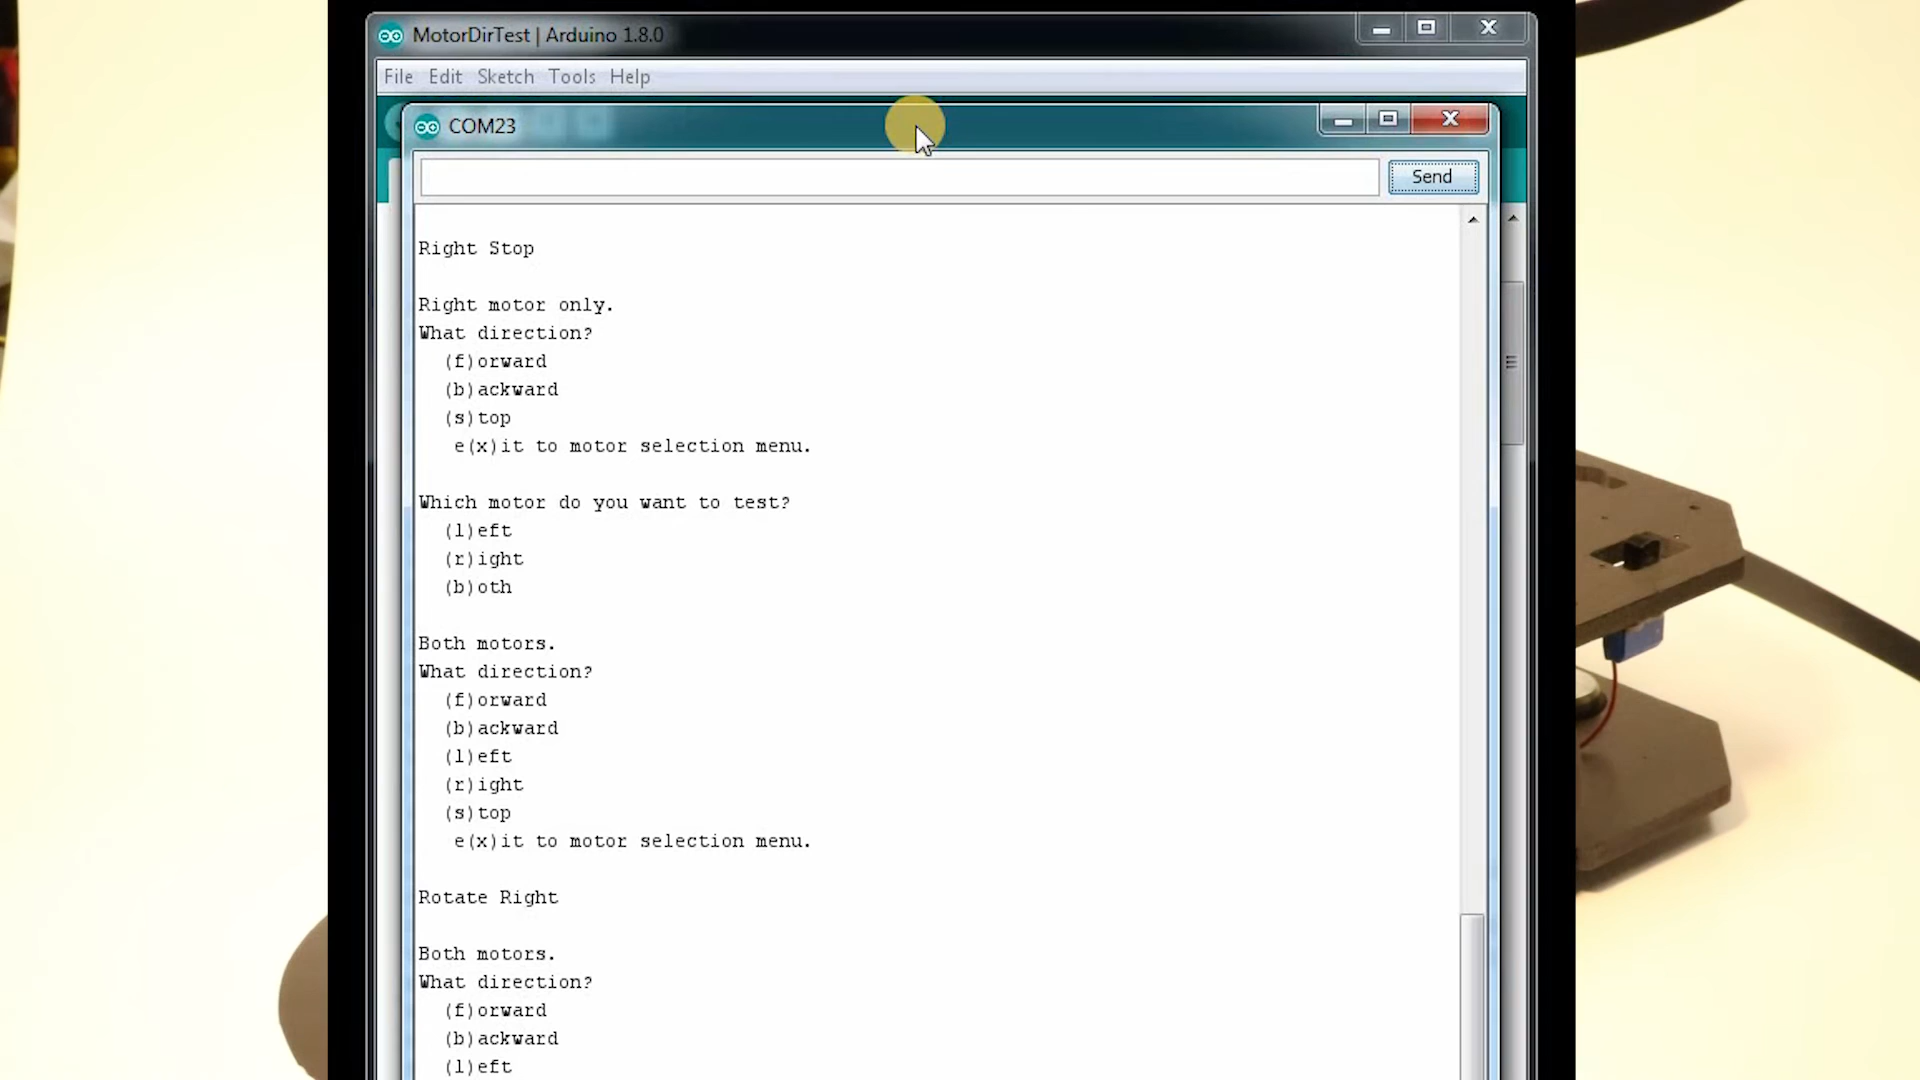 MotorDirTest | Arduino 1.8.0
File Edit Sketch Tools Help
COM23
Send
Right Stop
Right motor only.
What direction?
(f)orward
(b)ackward
(s)top
e(x)it to motor selection menu.
Which motor do you want to test?
(l)eft
(r)ight
(b)oth
Both motors.
What direction?
(f)orward
(b)ackward
(l)eft
(r)ight
(s)top
e(x)it to motor selection menu.
Rotate Right
Both motors.
What direction?
(f)orward
(b)ackward
(l)eft